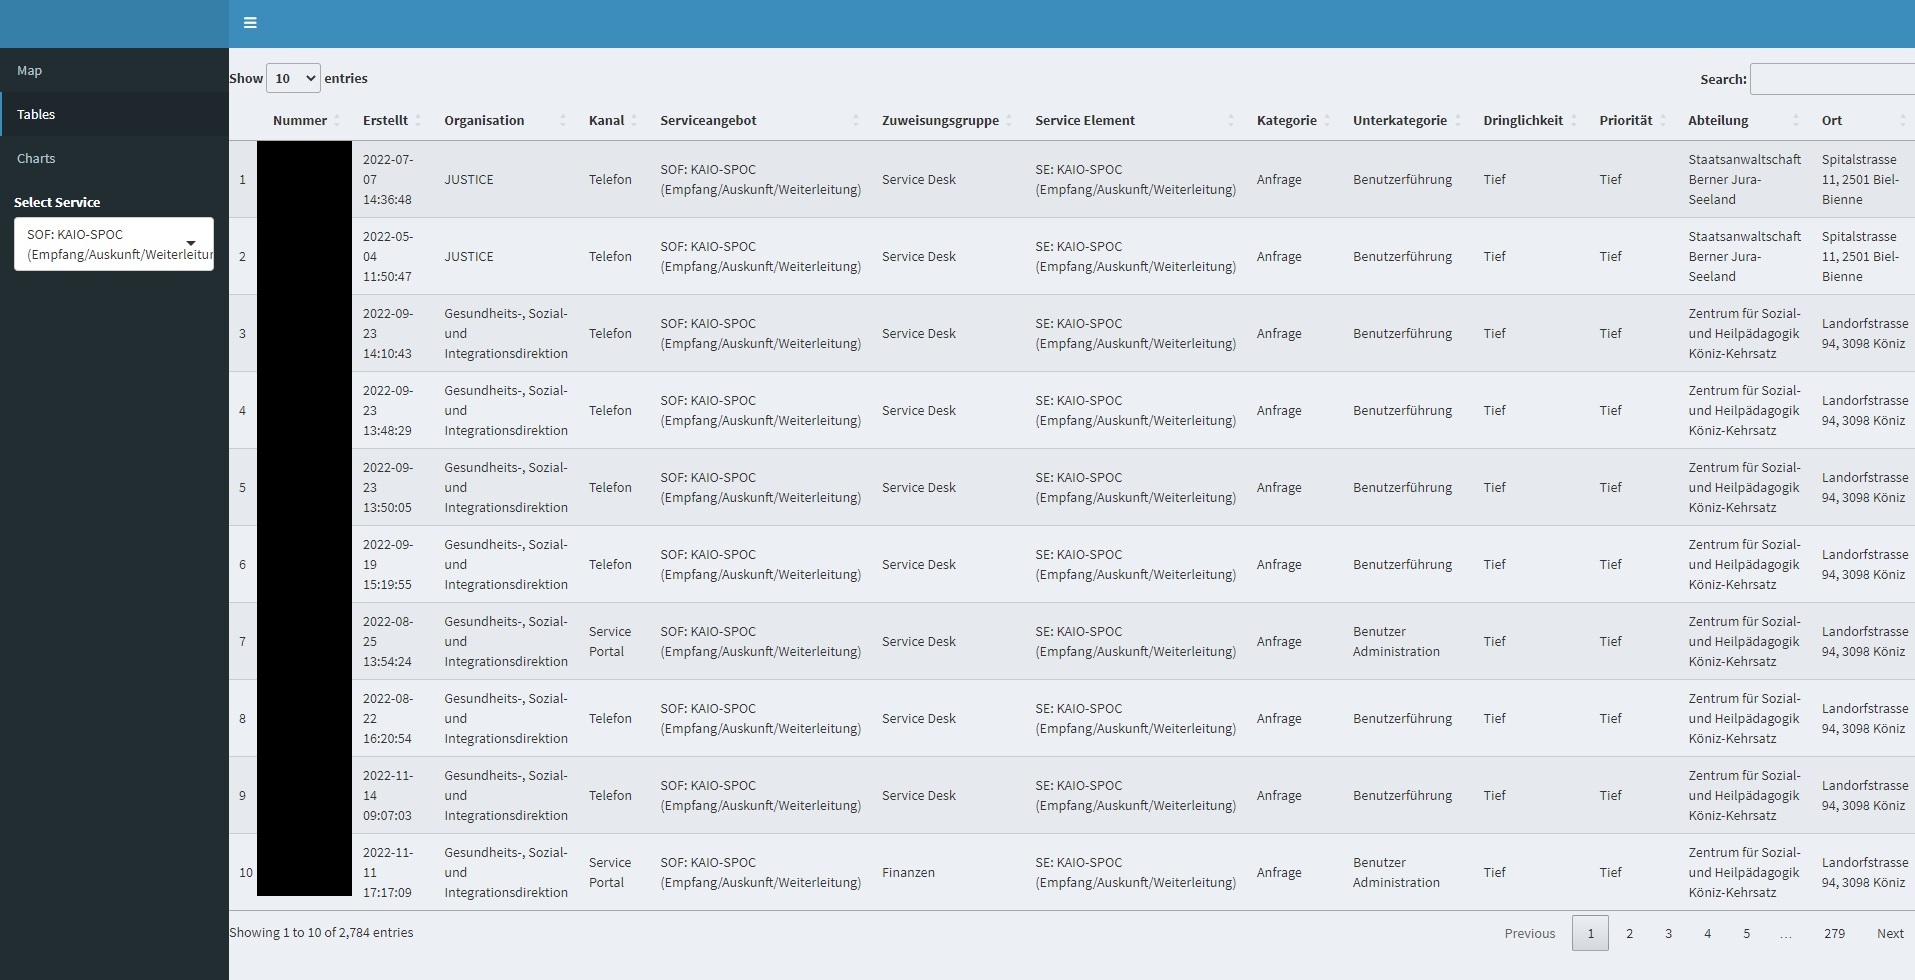 Map
Tables
Charts
Select Service
SOF: KAIO-SPOC
(Empfang/Auskunft/Weiterleitur
Show 10 entries
Search:
Nummer Erstellt Organisation Kanal Serviceangebot Zuweisungsgruppe Service Element Kategorie Unterkategorie Dringlichkeit Priorität Abteilung Ort
2022-07- Staatsanwaltschaft Spitalstrasse
SOF: KAIO-SPOC SE: KAIO-SPOC
1 07 JUSTICE Telefon Service Desk Anfrage Benutzerführung Tief Tief Berner Jura- 11, 2501 Biel-
(Empfang/Auskunft/Weiterleitung) (Empfang/Auskunft/Weiterleitung)
14:36:48 Seeland Bienne
2022-05- Staatsanwaltschaft Spitalstrasse
SOF: KAIO-SPOC SE: KAIO-SPOC
2 04 JUSTICE Telefon Service Desk Anfrage Benutzerführung Tief Tief Berner Jura- 11, 2501 Biel-
(Empfang/Auskunft/Weiterleitung) (Empfang/Auskunft/Weiterleitung)
11:50:47 Seeland Bienne
2022-09- Gesundheits-, Sozial- Zentrum für Sozial-
SOF: KAIO-SPOC SE: KAIO-SPOC Landorfstrasse
3 23 und Telefon Service Desk Anfrage Benutzerführung Tief Tief und Heilpädagogik
(Empfang/Auskunft/Weiterleitung) (Empfang/Auskunft/Weiterleitung) 94, 3098 Köniz
14:10:43 Integrationsdirektion Köniz-Kehrsatz
2022-09- Gesundheits-, Sozial- Zentrum für Sozial-
SOF: KAIO-SPOC SE: KAIO-SPOC Landorfstrasse
4 23 und Telefon Service Desk Anfrage Benutzerführung Tief Tief und Heilpädagogik
(Empfang/Auskunft/Weiterleitung) (Empfang/Auskunft/Weiterleitung) 94, 3098 Köniz
13:48:29 Integrationsdirektion Köniz-Kehrsatz
2022-09- Gesundheits-, Sozial- Zentrum für Sozial-
SOF: KAIO-SPOC SE: KAIO-SPOC Landorfstrasse
5 23 und Telefon Service Desk Anfrage Benutzerführung Tief Tief und Heilpädagogik
(Empfang/Auskunft/Weiterleitung) (Empfang/Auskunft/Weiterleitung) 94, 3098 Köniz
13:50:05 Integrationsdirektion Köniz-Kehrsatz
2022-09- Gesundheits-, Sozial- Zentrum für Sozial-
SOF: KAIO-SPOC SE: KAIO-SPOC Landorfstrasse
6 19 und Telefon Service Desk Anfrage Benutzerführung Tief Tief und Heilpädagogik
(Empfang/Auskunft/Weiterleitung) (Empfang/Auskunft/Weiterleitung) 94, 3098 Köniz
15:19:55 Integrationsdirektion Köniz-Kehrsatz
2022-08- Gesundheits-, Sozial- Zentrum für Sozial-
Service SOF: KAIO-SPOC SE: KAIO-SPOC Benutzer Landorfstrasse
7 25 und Service Desk Anfrage Tief Tief und Heilpädagogik
Portal (Empfang/Auskunft/Weiterleitung) (Empfang/Auskunft/Weiterleitung) Administration 94, 3098 Köniz
13:54:24 Integrationsdirektion Köniz-Kehrsatz
2022-08- Gesundheits-, Sozial- Zentrum für Sozial-
SOF: KAIO-SPOC SE: KAIO-SPOC Landorfstrasse
8 22 und Telefon Service Desk Anfrage Benutzerführung Tief Tief und Heilpädagogik
(Empfang/Auskunft/Weiterleitung) (Empfang/Auskunft/Weiterleitung) 94, 3098 Köniz
16:20:54 Integrationsdirektion Köniz-Kehrsatz
2022-11- Gesundheits-, Sozial- Zentrum für Sozial-
SOF: KAIO-SPOC SE: KAIO-SPOC Landorfstrasse
9 14 und Telefon Service Desk Anfrage Benutzerführung Tief Tief und Heilpädagogik
(Empfang/Auskunft/Weiterleitung) (Empfang/Auskunft/Weiterleitung) 94, 3098 Köniz
09:07:03 Integrationsdirektion Köniz-Kehrsatz
2022-11- Gesundheits-, Sozial- Zentrum für Sozial-
Service SOF: KAIO-SPOC SE: KAIO-SPOC Benutzer Landorfstrasse
10 11 und Finanzen Anfrage Tief Tief und Heilpädagogik
Portal (Empfang/Auskunft/Weiterleitung) (Empfang/Auskunft/Weiterleitung) Administration 94, 3098 Köniz
17:17:09 Integrationsdirektion Köniz-Kehrsatz
Showing 1 to 10 of 2,784 entries
Previous 1 2 3 4 5 … 279 Next